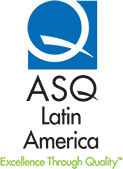 ASQ
Latin
America
Excellence Through Quality™